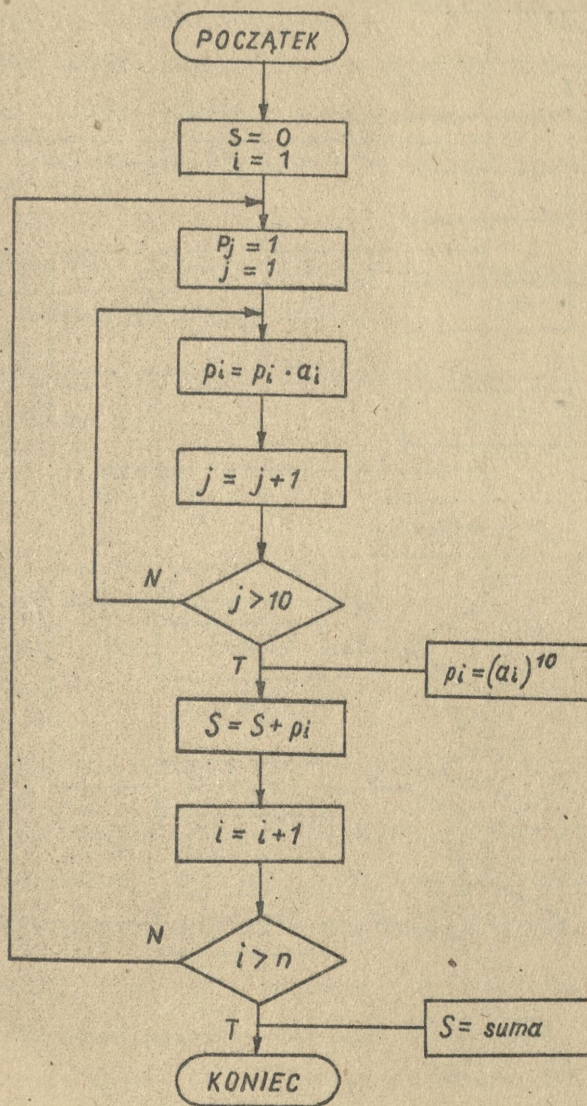 POCZĄTEK
S = 0
i = 1
Pj = 1
j = 1
pi = pi · ai
j = j+1
N
j > 10
T
pi = (ai)10
S = S + pi
i = i+1
N
i > n
T
S = suma
KONIEC